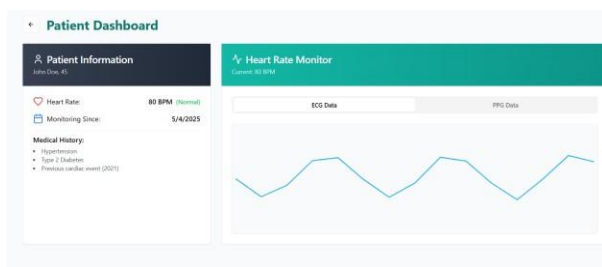 Patient Dashboard
Patient Information
John Doe, 45
Heart Rate: 80 BPM (Normal)
Monitoring Since: 5/4/2025
Medical History:
Hypertension
Type 2 Diabetes
Previous cardiac event (2021)
Heart Rate Monitor
Current: 80 BPM
ECG Data
PPG Data